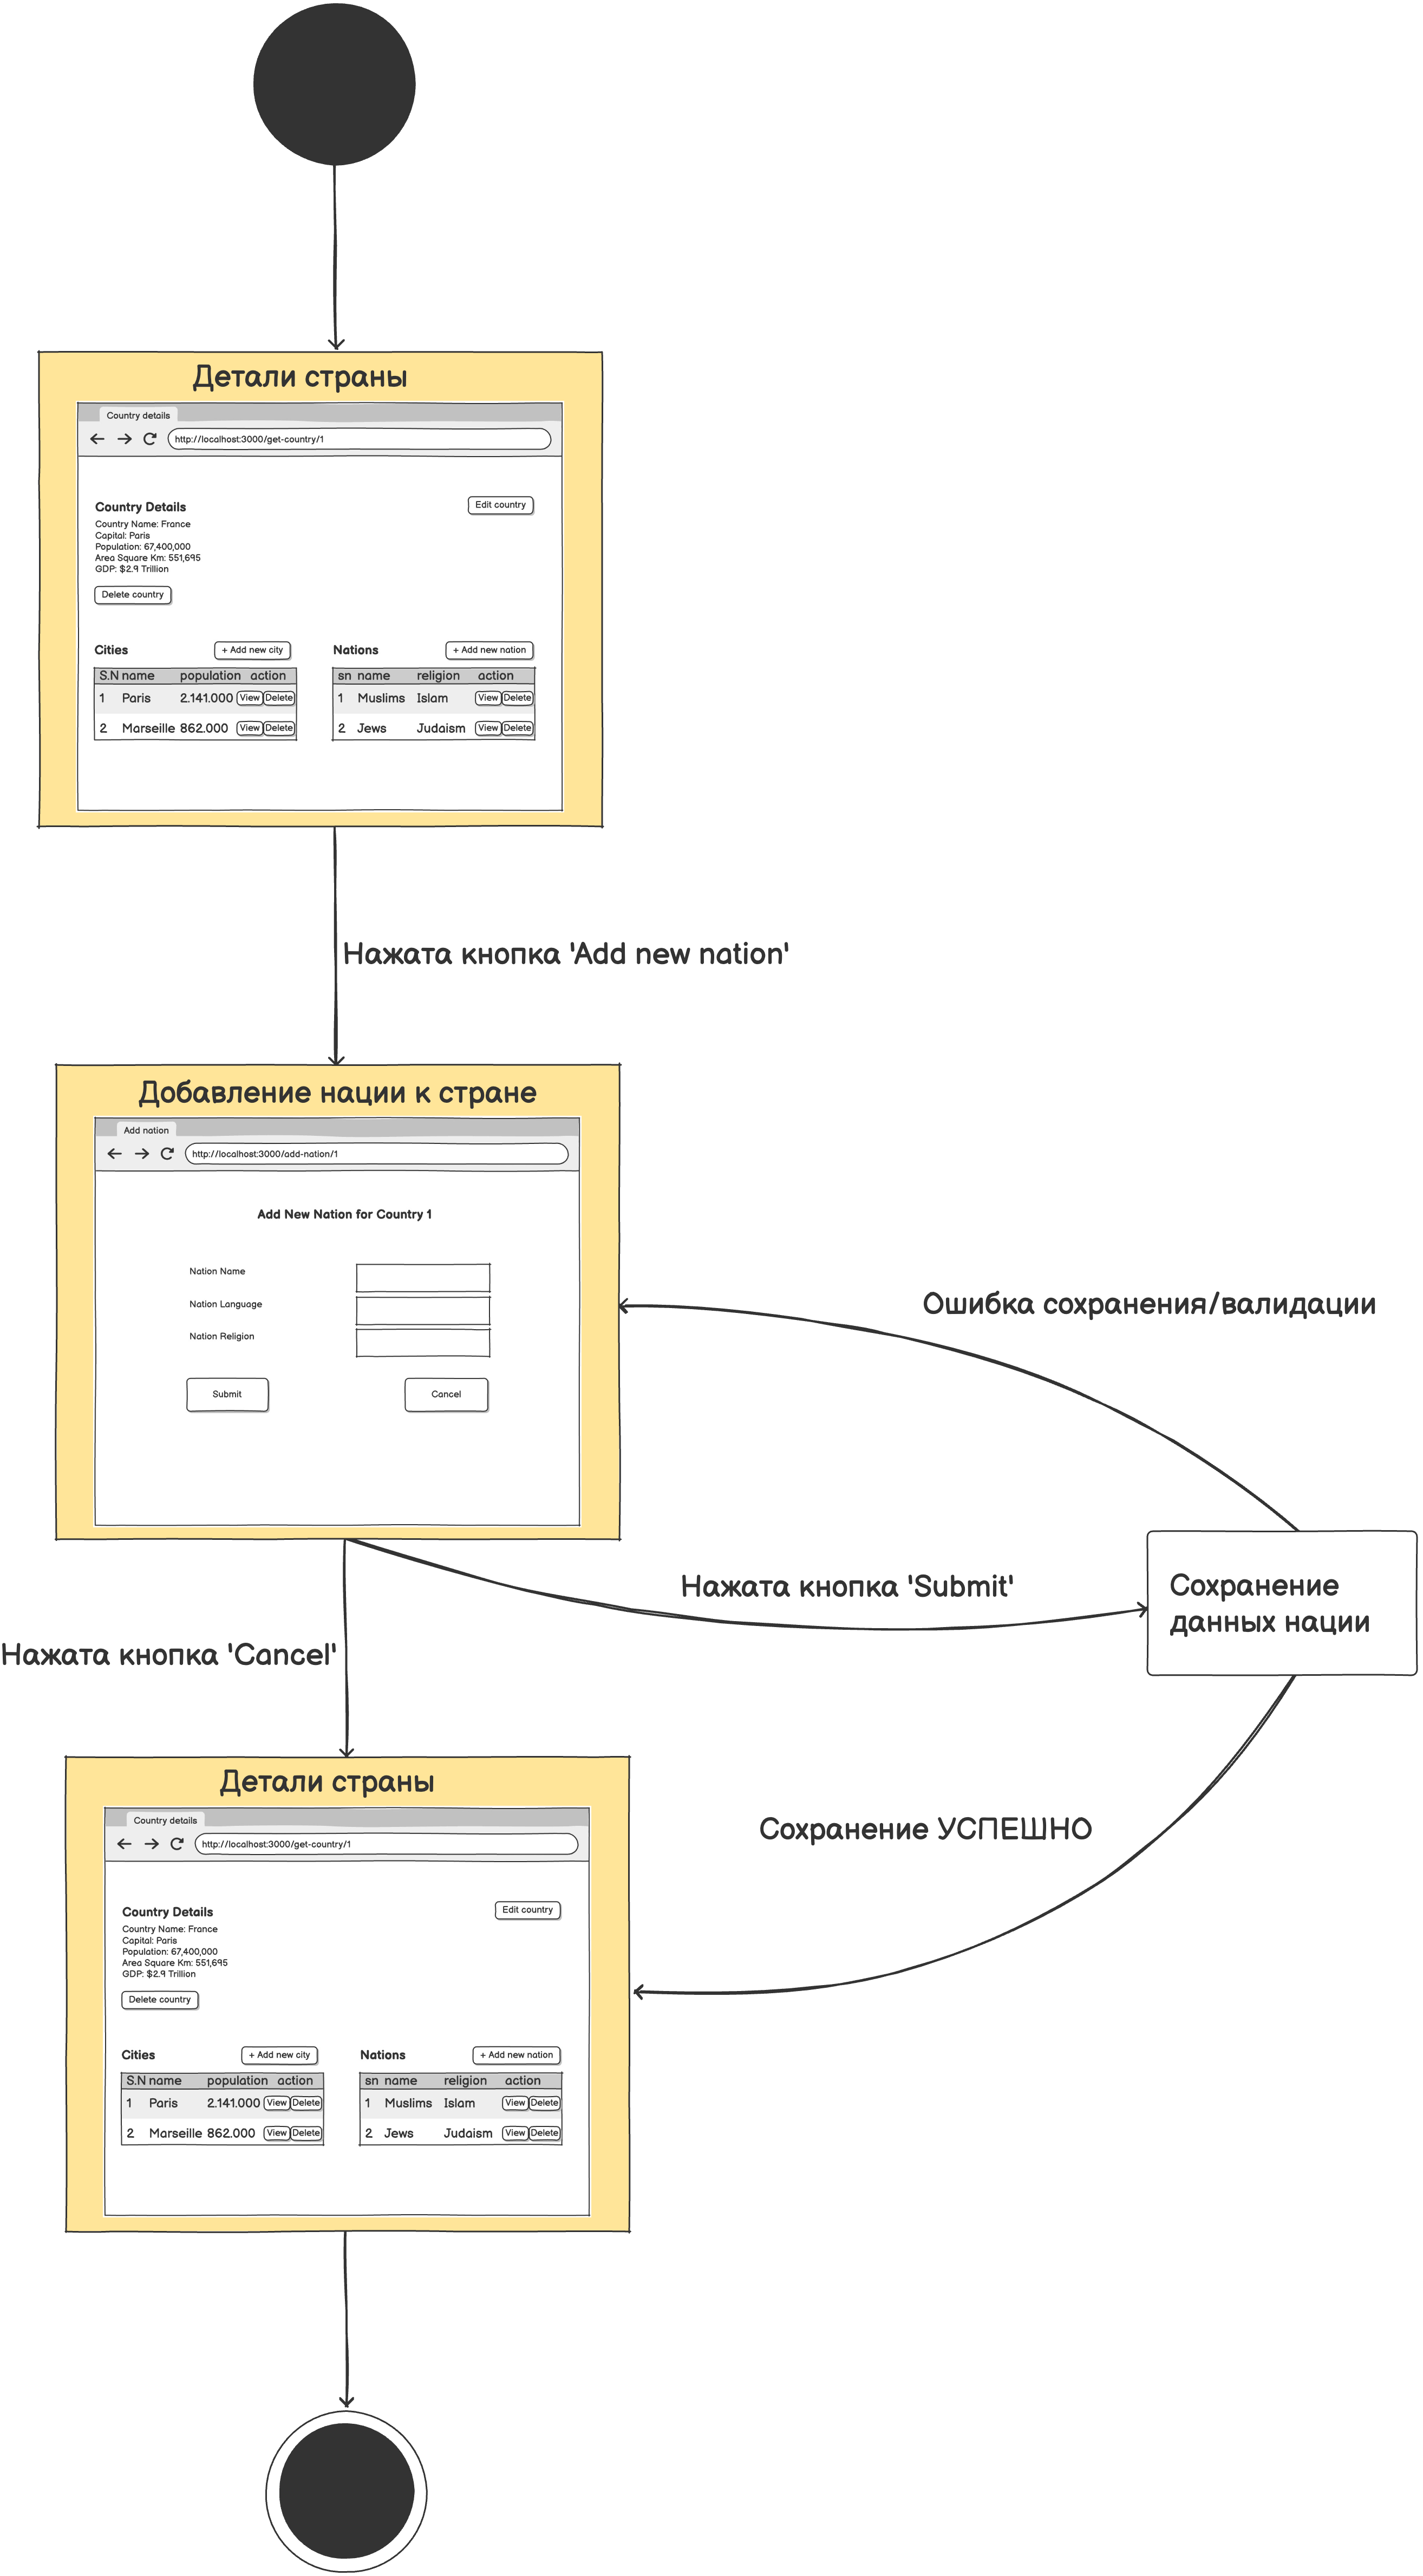 Детали страны
Country details
http://localhost:3000/get-country/1
Country Details
Edit country
Country Name: France
Capital: Paris
Population: 67,400,000
Area Square Km: 551,695
GDP: $2.9 Trillion
Delete country
Cities
+ Add new city
Nations
+ Add new nation
S.N name population action
1 Paris 2.141.000 View Delete
2 Marseille 862.000 View Delete
sn name religion action
1 Muslims Islam View Delete
2 Jews Judaism View Delete
Нажата кнопка 'Add new nation'
Добавление нации к стране
Add nation
http://localhost:3000/add-nation/1
Add New Nation for Country 1
Nation Name
Nation Language
Nation Religion
Submit
Cancel
Ошибка сохранения/валидации
Нажата кнопка 'Submit'
Сохранение
данных нации
Нажата кнопка 'Cancel'
Сохранение УСПЕШНО
Детали страны
Country details
http://localhost:3000/get-country/1
Country Details
Edit country
Country Name: France
Capital: Paris
Population: 67,400,000
Area Square Km: 551,695
GDP: $2.9 Trillion
Delete country
Cities
+ Add new city
Nations
+ Add new nation
S.N name population action
1 Paris 2.141.000 View Delete
2 Marseille 862.000 View Delete
sn name religion action
1 Muslims Islam View Delete
2 Jews Judaism View Delete